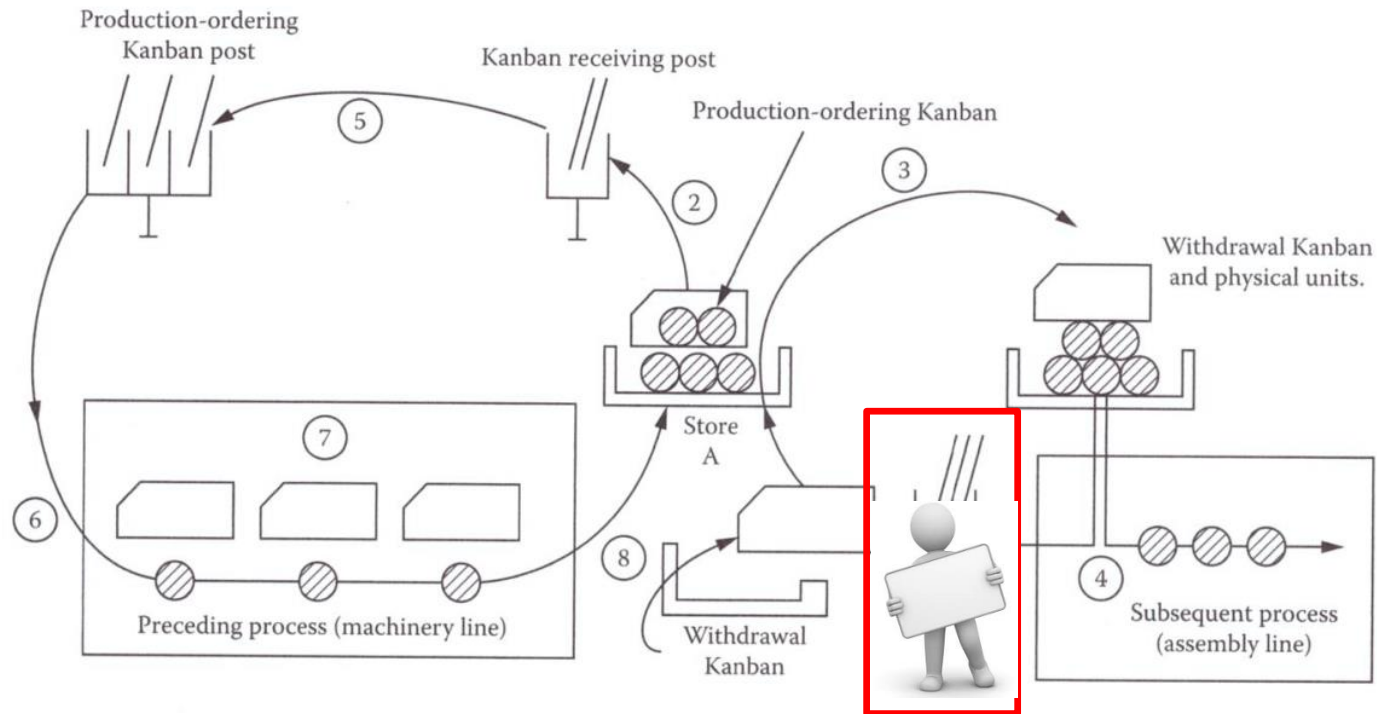 Production-ordering
Kanban post
Kanban receiving post
Production-ordering Kanban
5
3
2
Withdrawal Kanban
and physical units.
Store
A
7
6
8
4
Preceding process (machinery line)
Withdrawal
Kanban
Subsequent process
(assembly line)